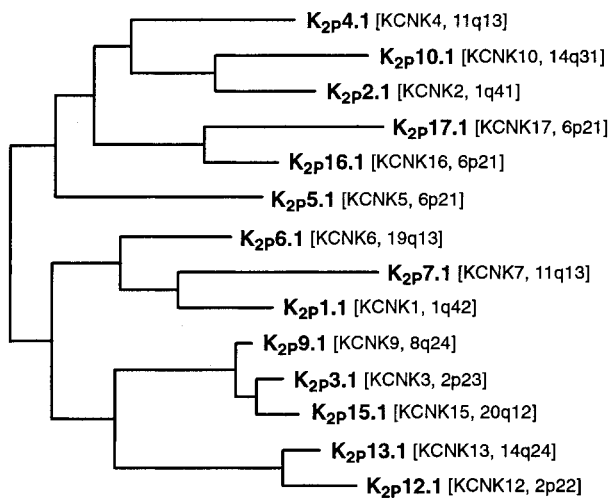 K2P4.1 [KCNK4, 11q13]
K2P10.1 [KCNK10, 14q31]
K2P2.1 [KCNK2, 1q41]
K2P17.1 [KCNK17, 6p21]
K2P16.1 [KCNK16, 6p21]
K2P5.1 [KCNK5, 6p21]
K2P6.1 [KCNK6, 19q13]
K2P7.1 [KCNK7, 11q13]
K2P1.1 [KCNK1, 1q42]
K2P9.1 [KCNK9, 8q24]
K2P3.1 [KCNK3, 2p23]
K2P15.1 [KCNK15, 20q12]
K2P13.1 [KCNK13, 14q24]
K2P12.1 [KCNK12, 2p22]